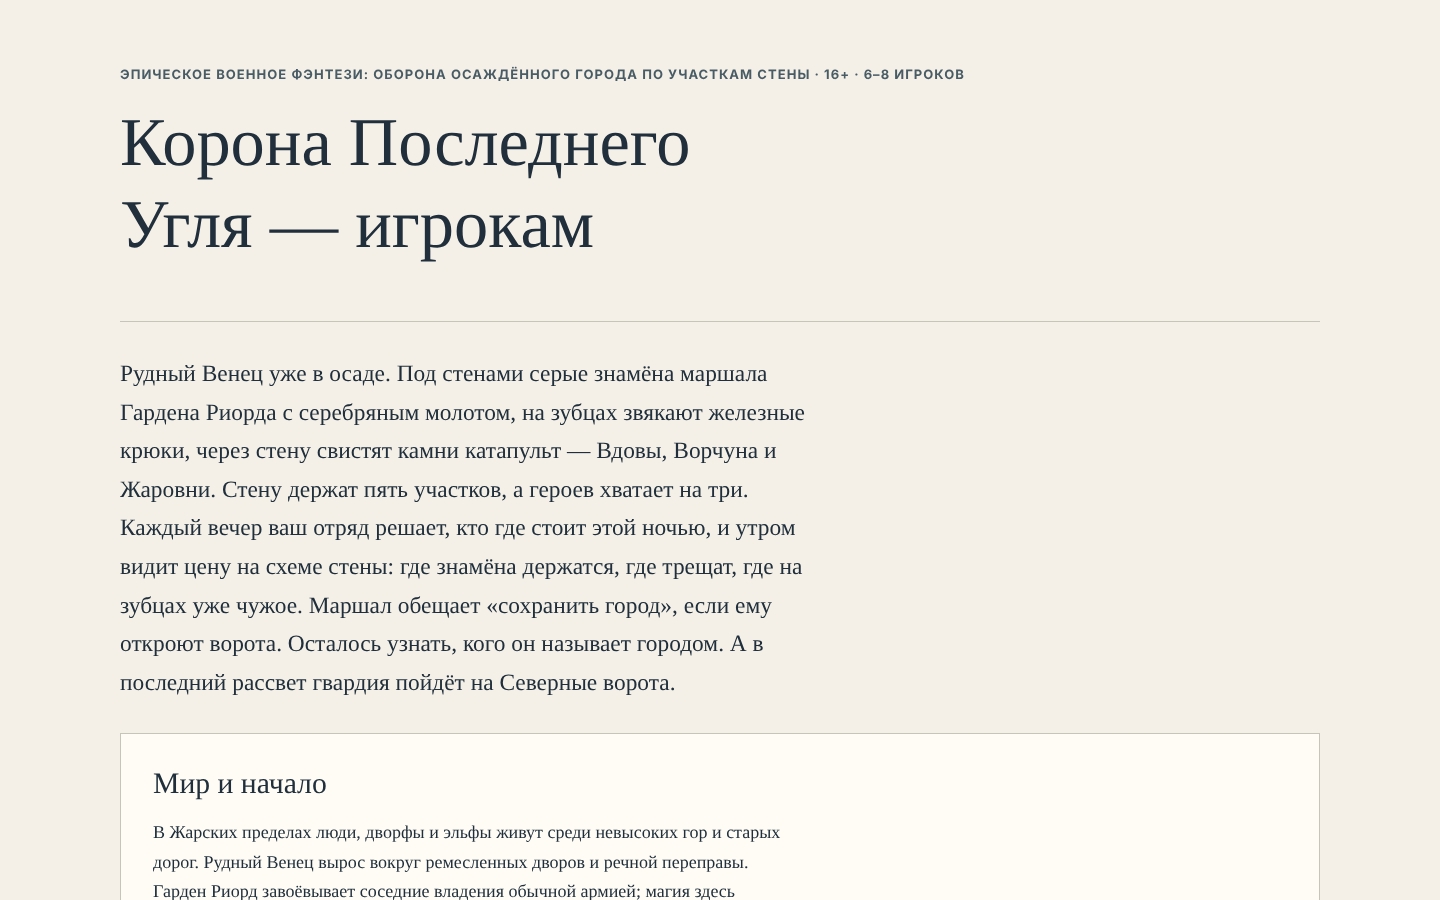 ЭПИЧЕСКОЕ ВОЕННОЕ ФЭНТЕЗИ: ОБОРОНА ОСАЖДЁННОГО ГОРОДА ПО УЧАСТКАМ СТЕНЫ · 16+ · 6–8 ИГРОКОВ
Корона Последнего
Угля — игрокам
Рудный Венец уже в осаде. Под стенами серые знамёна маршала
Гардена Риорда с серебряным молотом, на зубцах звякают железные
крюки, через стену свистят камни катапульт — Вдовы, Ворчуна и
Жаровни. Стену держат пять участков, а героев хватает на три.
Каждый вечер ваш отряд решает, кто где стоит этой ночью, и утром
видит цену на схеме стены: где знамёна держатся, где трещат, где на
зубцах уже чужое. Маршал обещает «сохранить город», если ему
откроют ворота. Осталось узнать, кого он называет городом. А в
последний рассвет гвардия пойдёт на Северные ворота.
Мир и начало
В Жарских пределах люди, дворфы и эльфы живут среди невысоких гор и старых
дорог. Рудный Венец вырос вокруг ремесленных дворов и речной переправы.
Гарден Риорд завоёвывает соседние владения обычной армией; магия здесь